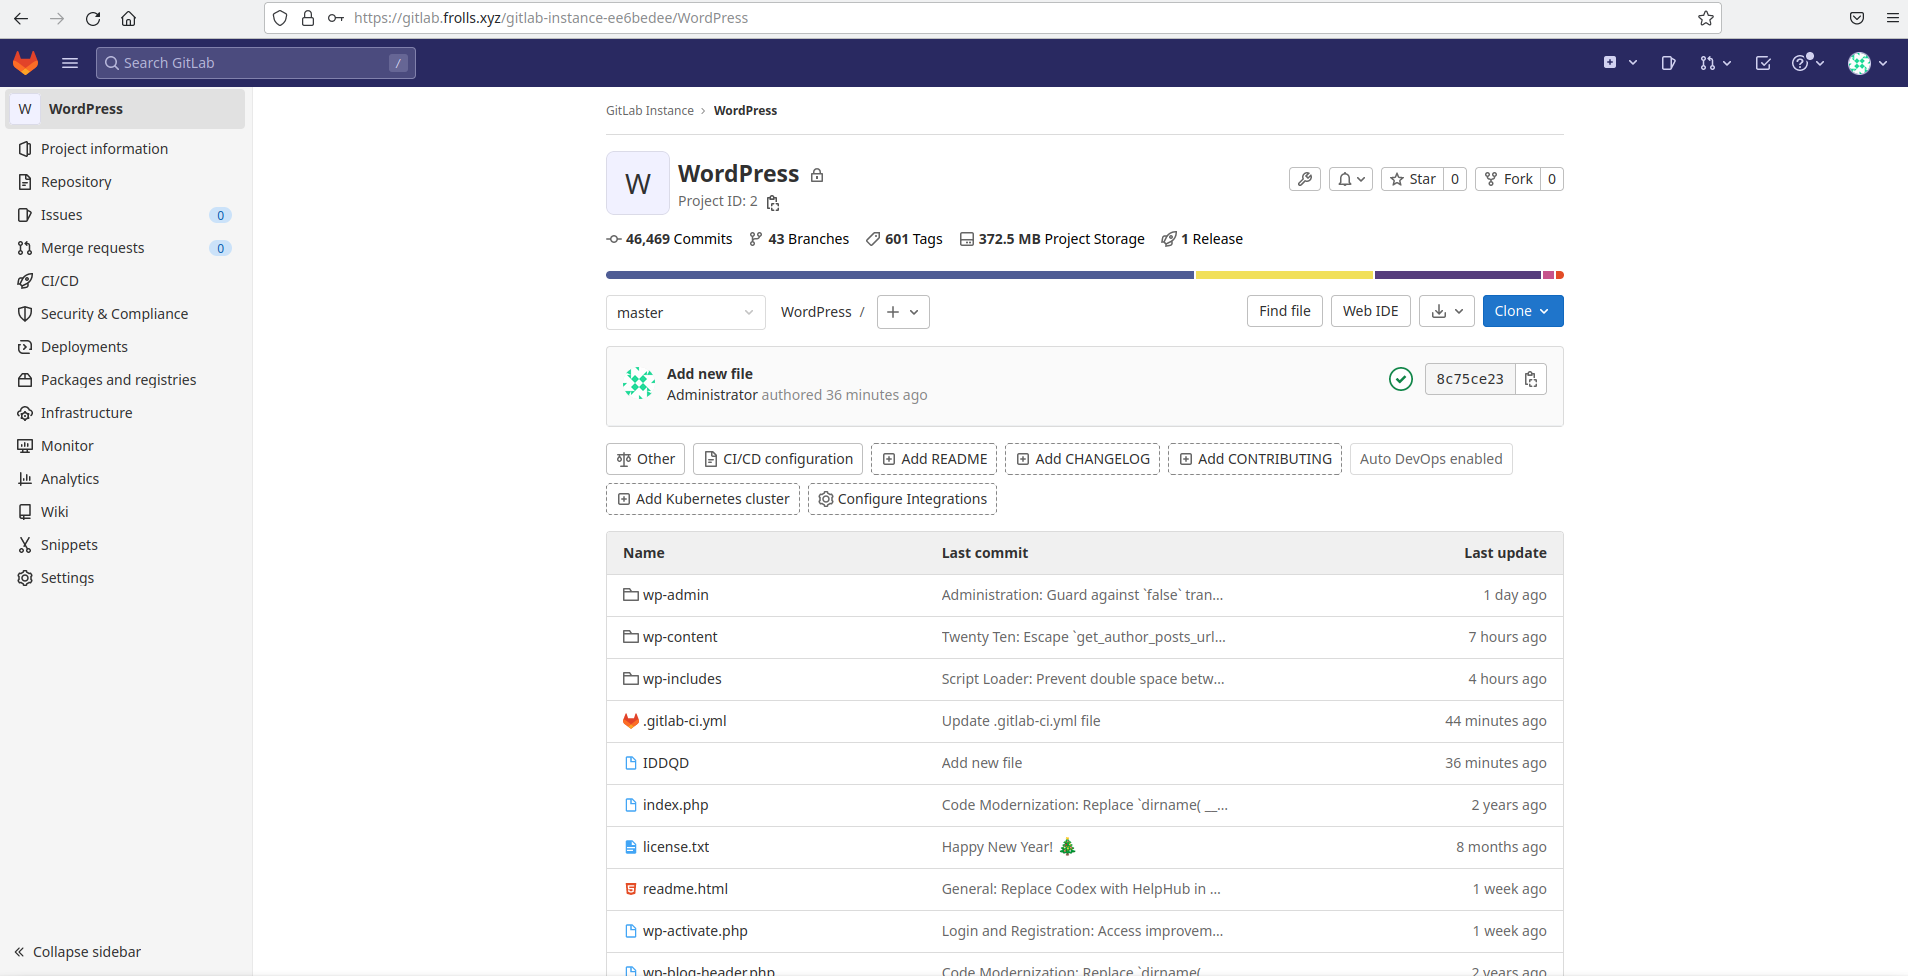 https://gitlab.frolls.xyz/gitlab-instance-ee6bedee/WordPress
Search GitLab /
W WordPress
Project information
Repository
Issues 0
Merge requests 0
CI/CD
Security & Compliance
Deployments
Packages and registries
Infrastructure
Monitor
Analytics
Wiki
Snippets
Settings
Collapse sidebar
GitLab Instance › WordPress
W
WordPress
Project ID: 2
Star 0 Fork 0
46,469 Commits 43 Branches 601 Tags 372.5 MB Project Storage 1 Release
master WordPress / + Find file Web IDE Clone
Add new file
Administrator authored 36 minutes ago
8c75ce23
Other CI/CD configuration Add README Add CHANGELOG Add CONTRIBUTING Auto DevOps enabled
Add Kubernetes cluster Configure Integrations
Name Last commit Last update
wp-admin Administration: Guard against `false` tran... 1 day ago
wp-content Twenty Ten: Escape `get_author_posts_url... 7 hours ago
wp-includes Script Loader: Prevent double space betw... 4 hours ago
.gitlab-ci.yml Update .gitlab-ci.yml file 44 minutes ago
IDDQD Add new file 36 minutes ago
index.php Code Modernization: Replace `dirname( __... 2 years ago
license.txt Happy New Year! 🎄 8 months ago
readme.html General: Replace Codex with HelpHub in ... 1 week ago
wp-activate.php Login and Registration: Access improvem... 1 week ago
wp-blog-header.php Code Modernization: Replace `dirname( 2 years ago